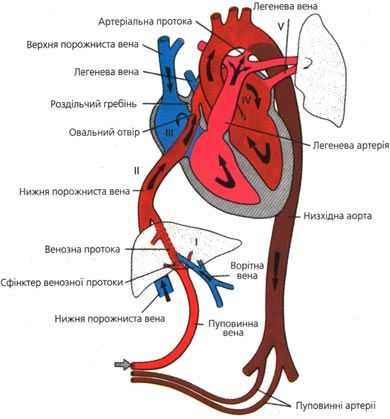 Легенева вена
Артеріальна протока
V
Верхня порожниста вена
Легенева вена
Роздільчий гребінь
IV
Овальний отвір
III
Легенева артерія
II
Нижня порожниста вена
Низхідна аорта
Венозна протока
I
Ворітна
вена
Сфінктер венозної протоки
Нижня порожниста вена
Пуповинна
вена
Пуповинні артерії